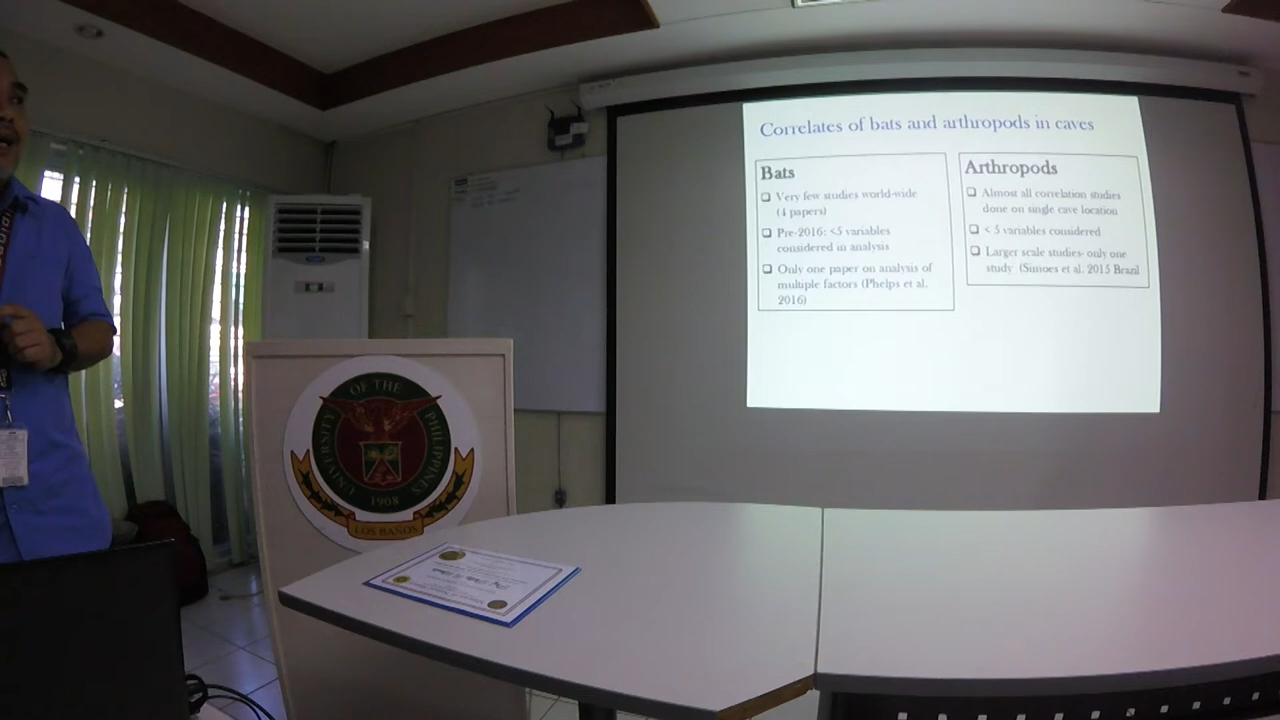 Correlates of bats and arthropods in caves
Bats
Very few studies world-wide
(4 papers)
Pre-2016: <5 variables
considered in analysis
Only one paper on analysis of
multiple factors (Phelps et al.
2016)
Arthropods
Almost all correlation studies
done on single cave location
< 5 variables considered
Larger scale studies- only one
study (Simoes et al. 2015 Brazil
UNIVERSITY OF THE PHILIPPINES
1908
LOS BAÑOS